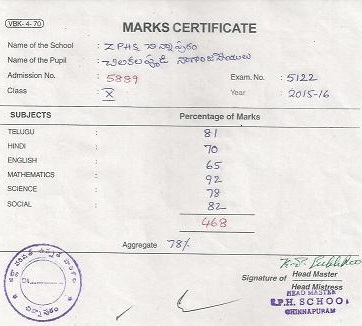 VBK- 4- 70
MARKS CERTIFICATE
Name of the School : Z.P.H.S చిన్నాపురం
Name of the Pupil : చిలకలపూడి
Admission No. : 5889 Exam. No. : 5122
Class : X Year : 2015-16
SUBJECTS Percentage of Marks
TELUGU : 81
HINDI : 70
ENGLISH : 65
MATHEMATICS : 92
SCIENCE : 78
SOCIAL : 82
468
Aggregate 78%
Signature of Head Master
Head Mistress
HEAD MASTER
Z.P.H. SCHOOL
CHINNAPURAM